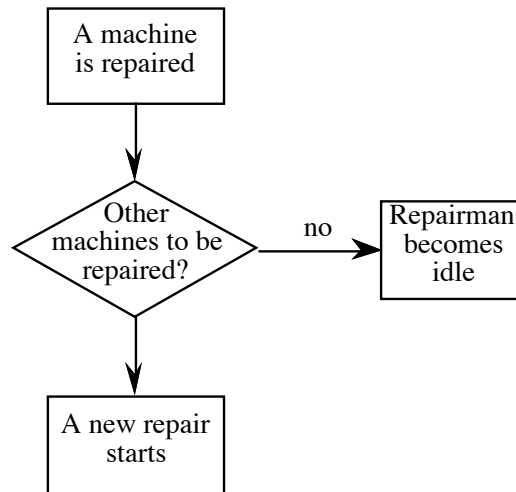 A machine
is repaired
Other
machines to be
repaired?
no
Repairman
becomes
idle
A new repair
starts